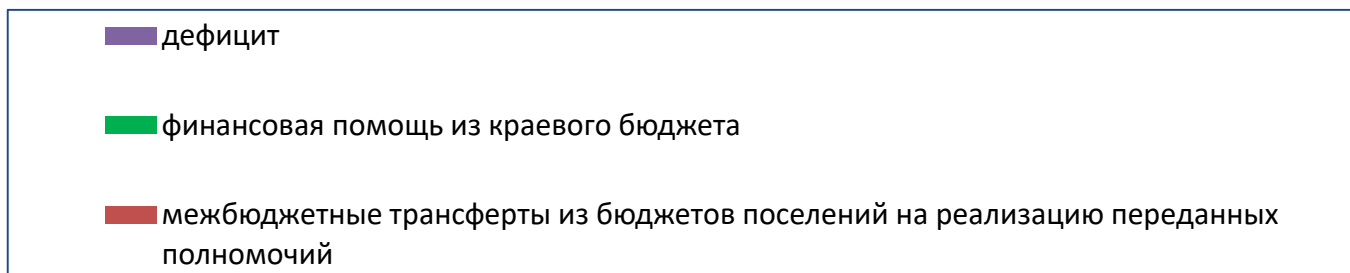 дефицит
финансовая помощь из краевого бюджета
межбюджетные трансферты из бюджетов поселений на реализацию переданных
полномочий